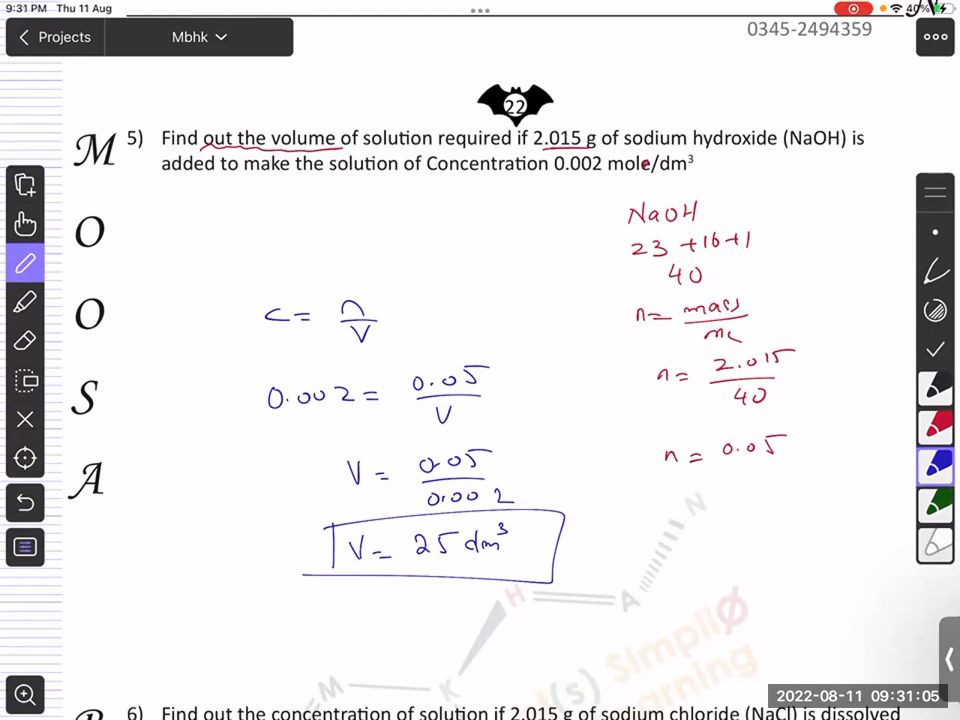 9:31 PM Thu 11 Aug
40%
Projects
Mbhk
0345-2494359
22
5) Find out the volume of solution required if 2.015 g of sodium hydroxide (NaOH) is
added to make the solution of Concentration 0.002 mole/dm³
M
O
O
S
A
NaOH
23 +16+1
40
n = mass
2.015
n =
40
n = 0.05
C = n
V
0.002 = 0.05
V
V = 0.05
0.002
V = 25 dm³
N
H
A
K
M
(s) Simpli
arning
2022-08-11 09:31:05
6) Find out the concentration of solution if 2.015 g of sodium chloride (NaCl) is dissolved